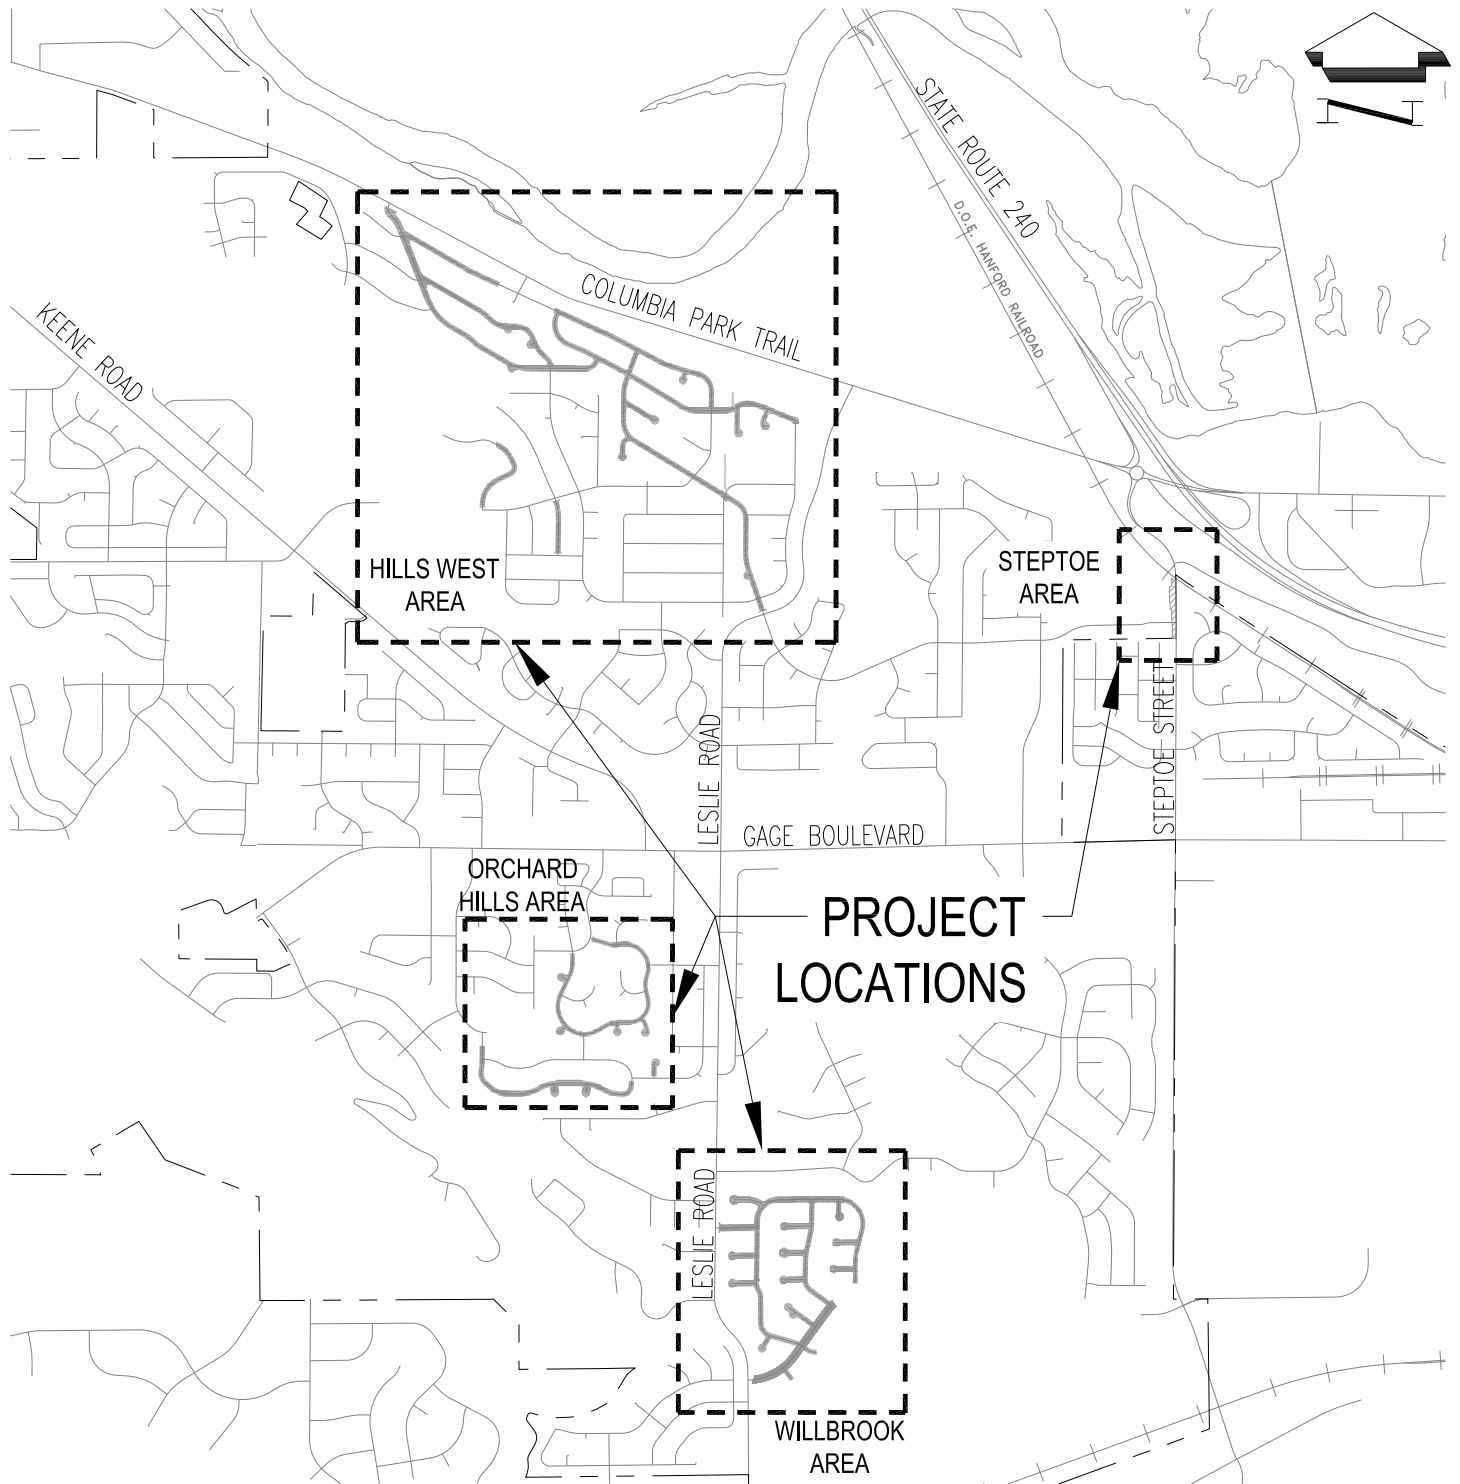 STATE ROUTE 240
D.O.E. HANFORD RAILROAD
COLUMBIA PARK TRAIL
KEENE ROAD
HILLS WEST
AREA
STEPTOE
AREA
STEPTOE STREET
LESLIE ROAD
GAGE BOULEVARD
ORCHARD
HILLS AREA
PROJECT
LOCATIONS
LESLIE ROAD
WILLBROOK
AREA